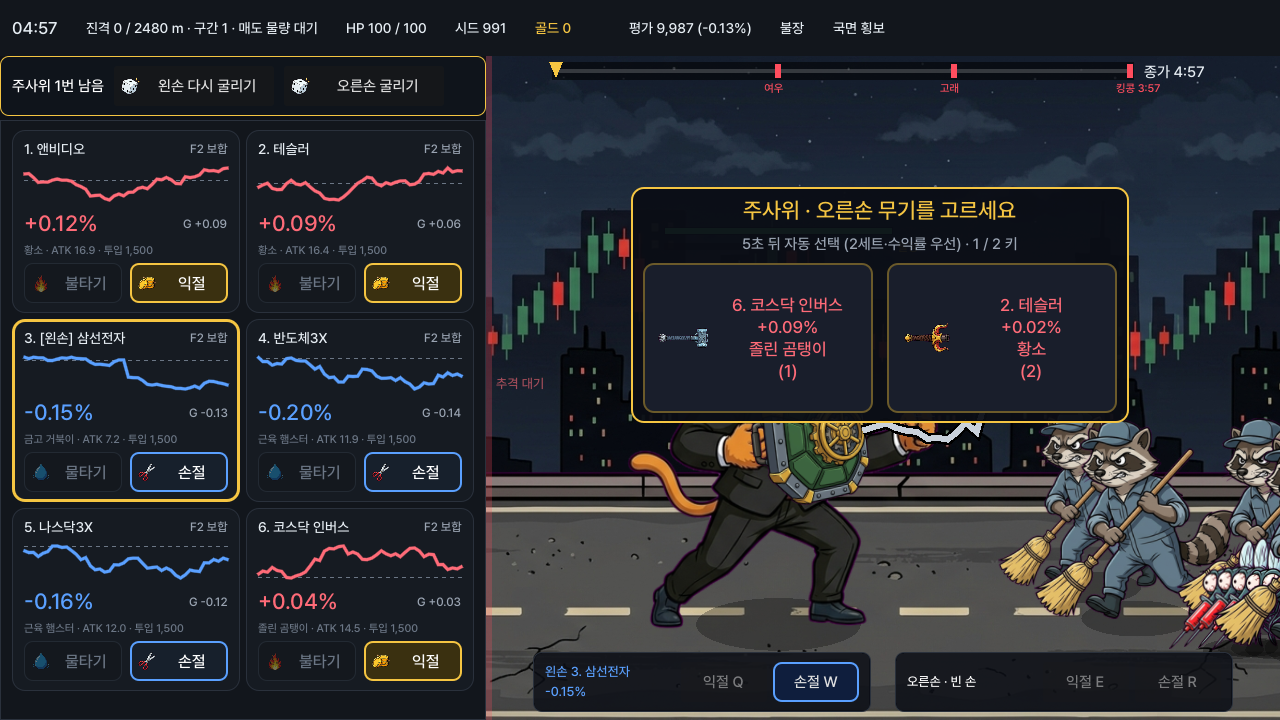 04:57 진격 0 / 2480 m · 구간 1 · 매도 물량 대기 HP 100 / 100 시드 991 골드 0 평가 9,987 (-0.13%) 불장 국면 횡보
주사위 1번 남음 왼손 다시 굴리기 오른손 굴리기
1. 앤비디오 F2 보합
+0.12% G +0.09
황소 · ATK 16.9 · 투입 1,500
불타기 익절
2. 테슬러 F2 보합
+0.09% G +0.06
황소 · ATK 16.4 · 투입 1,500
불타기 익절
3. [왼손] 삼선전자 F2 보합
-0.15% G -0.13
금고 거북이 · ATK 7.2 · 투입 1,500
물타기 손절
4. 반도체3X F2 보합
-0.20% G -0.14
근육 햄스터 · ATK 11.9 · 투입 1,500
물타기 손절
5. 나스닥3X F2 보합
-0.16% G -0.12
근육 햄스터 · ATK 12.0 · 투입 1,500
물타기 손절
6. 코스닥 인버스 F2 보합
+0.04% G +0.03
졸린 곰탱이 · ATK 14.5 · 투입 1,500
불타기 익절
종가 4:57
여우 고래 킹콩 3:57
주사위 · 오른손 무기를 고르세요
5초 뒤 자동 선택 (2세트·수익률 우선) · 1 / 2 키
6. 코스닥 인버스
+0.09%
졸린 곰탱이
(1)
2. 테슬러
+0.02%
황소
(2)
추격 대기
왼손 3. 삼선전자
-0.15%
익절 Q 손절 W
오른손 · 빈 손 익절 E 손절 R